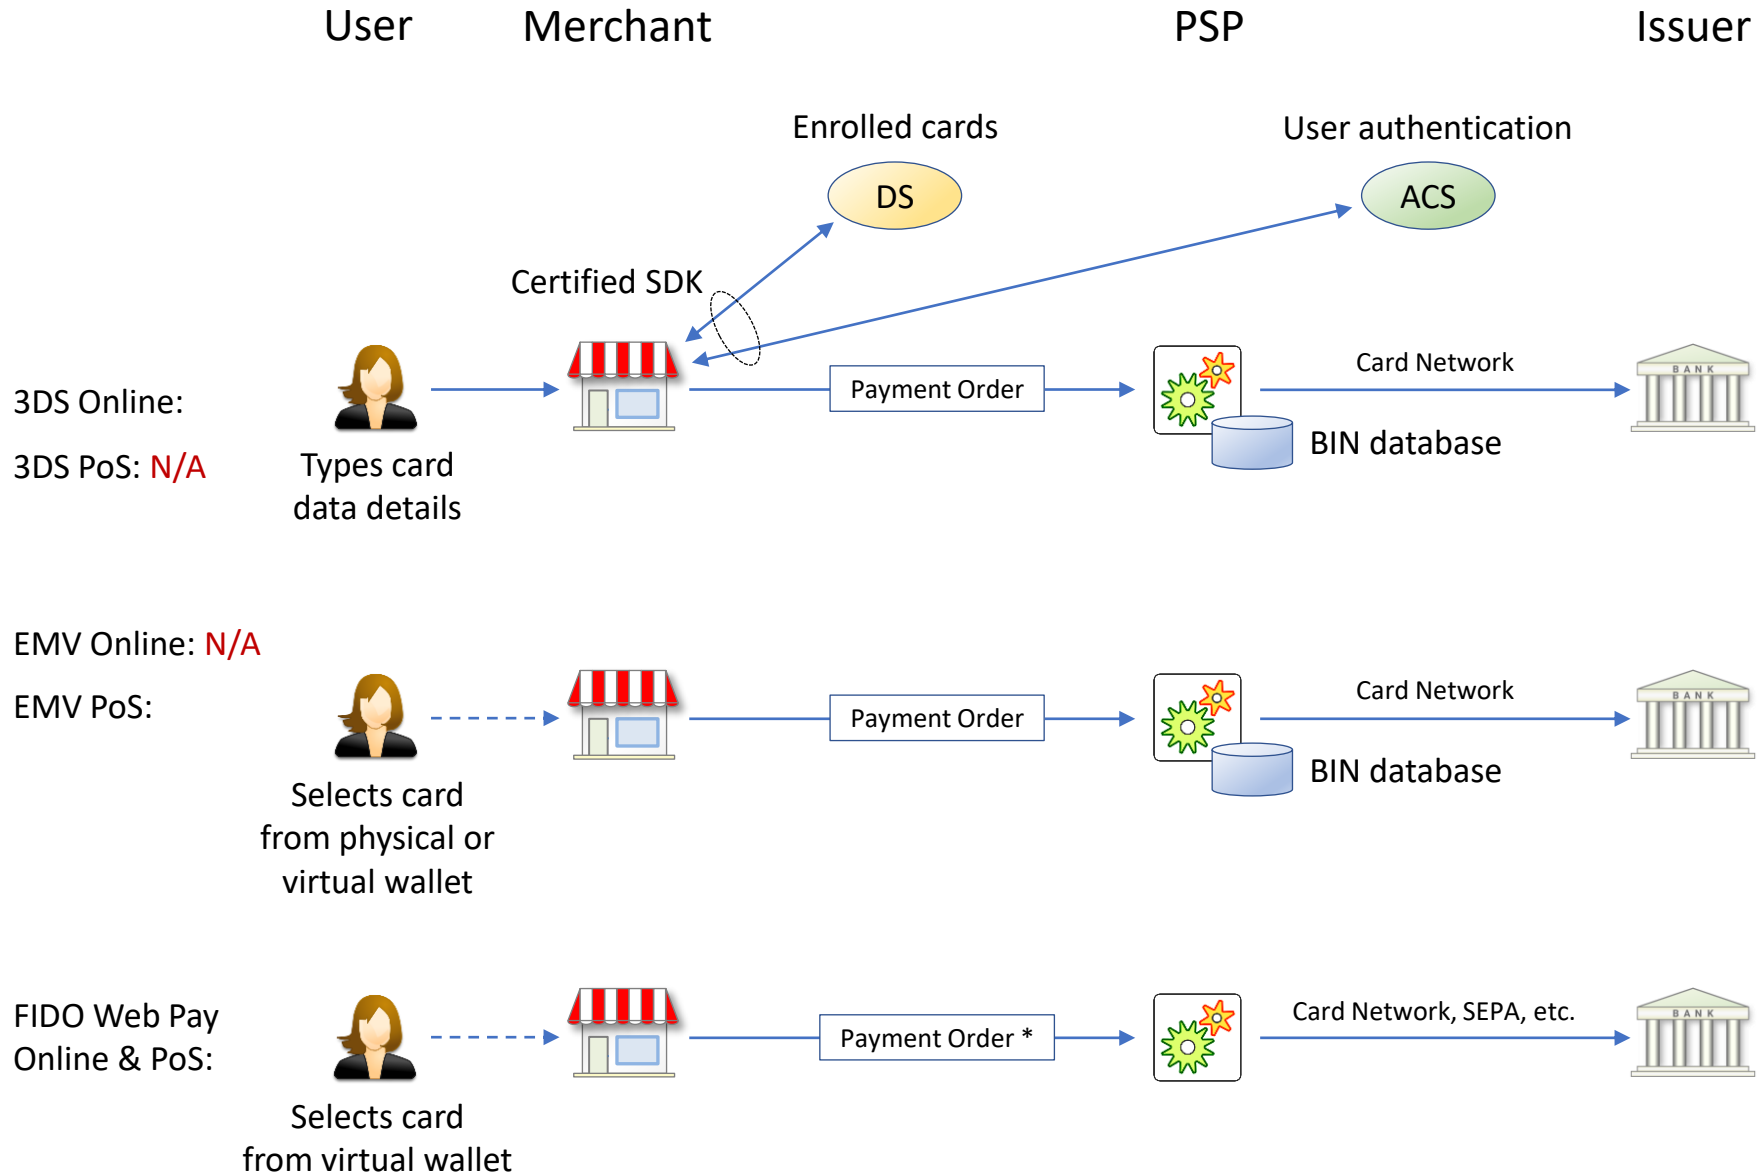 User Merchant PSP Issuer
Enrolled cards
User authentication
DS
ACS
Certified SDK
3DS Online:
3DS PoS: N/A
Types card
data details
Payment Order
Card Network
BANK
BIN database
EMV Online: N/A
EMV PoS:
Selects card
from physical or
virtual wallet
Payment Order
Card Network
BANK
BIN database
FIDO Web Pay
Online & PoS:
Selects card
from virtual wallet
Payment Order *
Card Network, SEPA, etc.
BANK